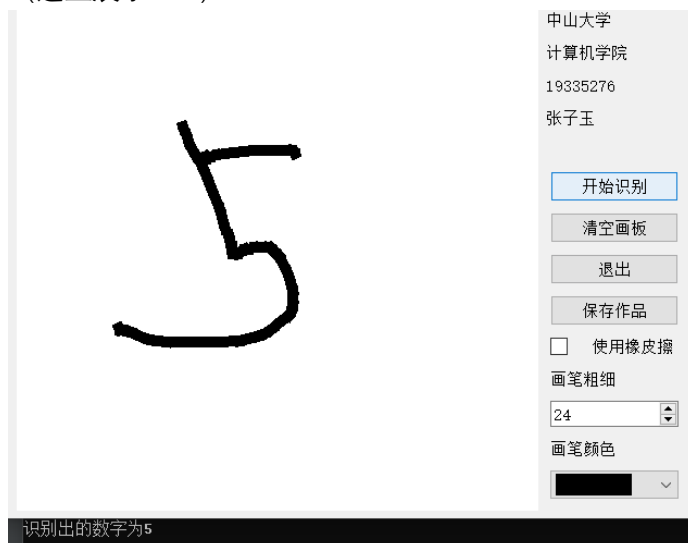 中山大学
计算机学院
19335276
张子玉
5
开始识别
清空画板
退出
保存作品
使用橡皮擦
画笔粗细
24
画笔颜色
识别出的数字为5